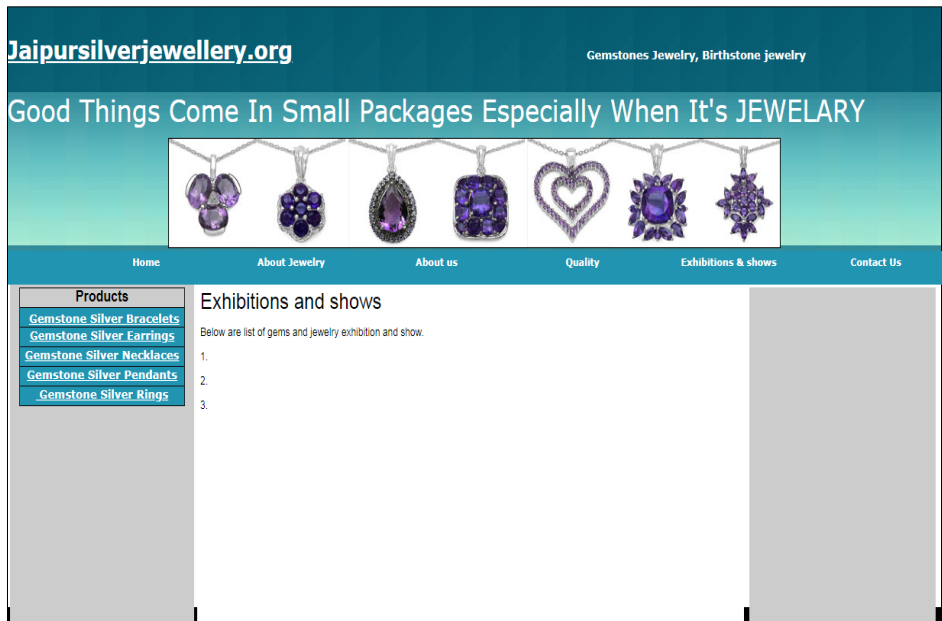 Jaipursilverjewellery.org
Gemstones Jewelry, Birthstone jewelry
Good Things Come In Small Packages Especially When It's JEWELARY
Home About Jewelry About us Quality Exhibitions & shows Contact Us
Products
Gemstone Silver Bracelets
Gemstone Silver Earrings
Gemstone Silver Necklaces
Gemstone Silver Pendants
Gemstone Silver Rings
Exhibitions and shows
Below are list of gems and jewelry exhibition and show.
1.
2.
3.